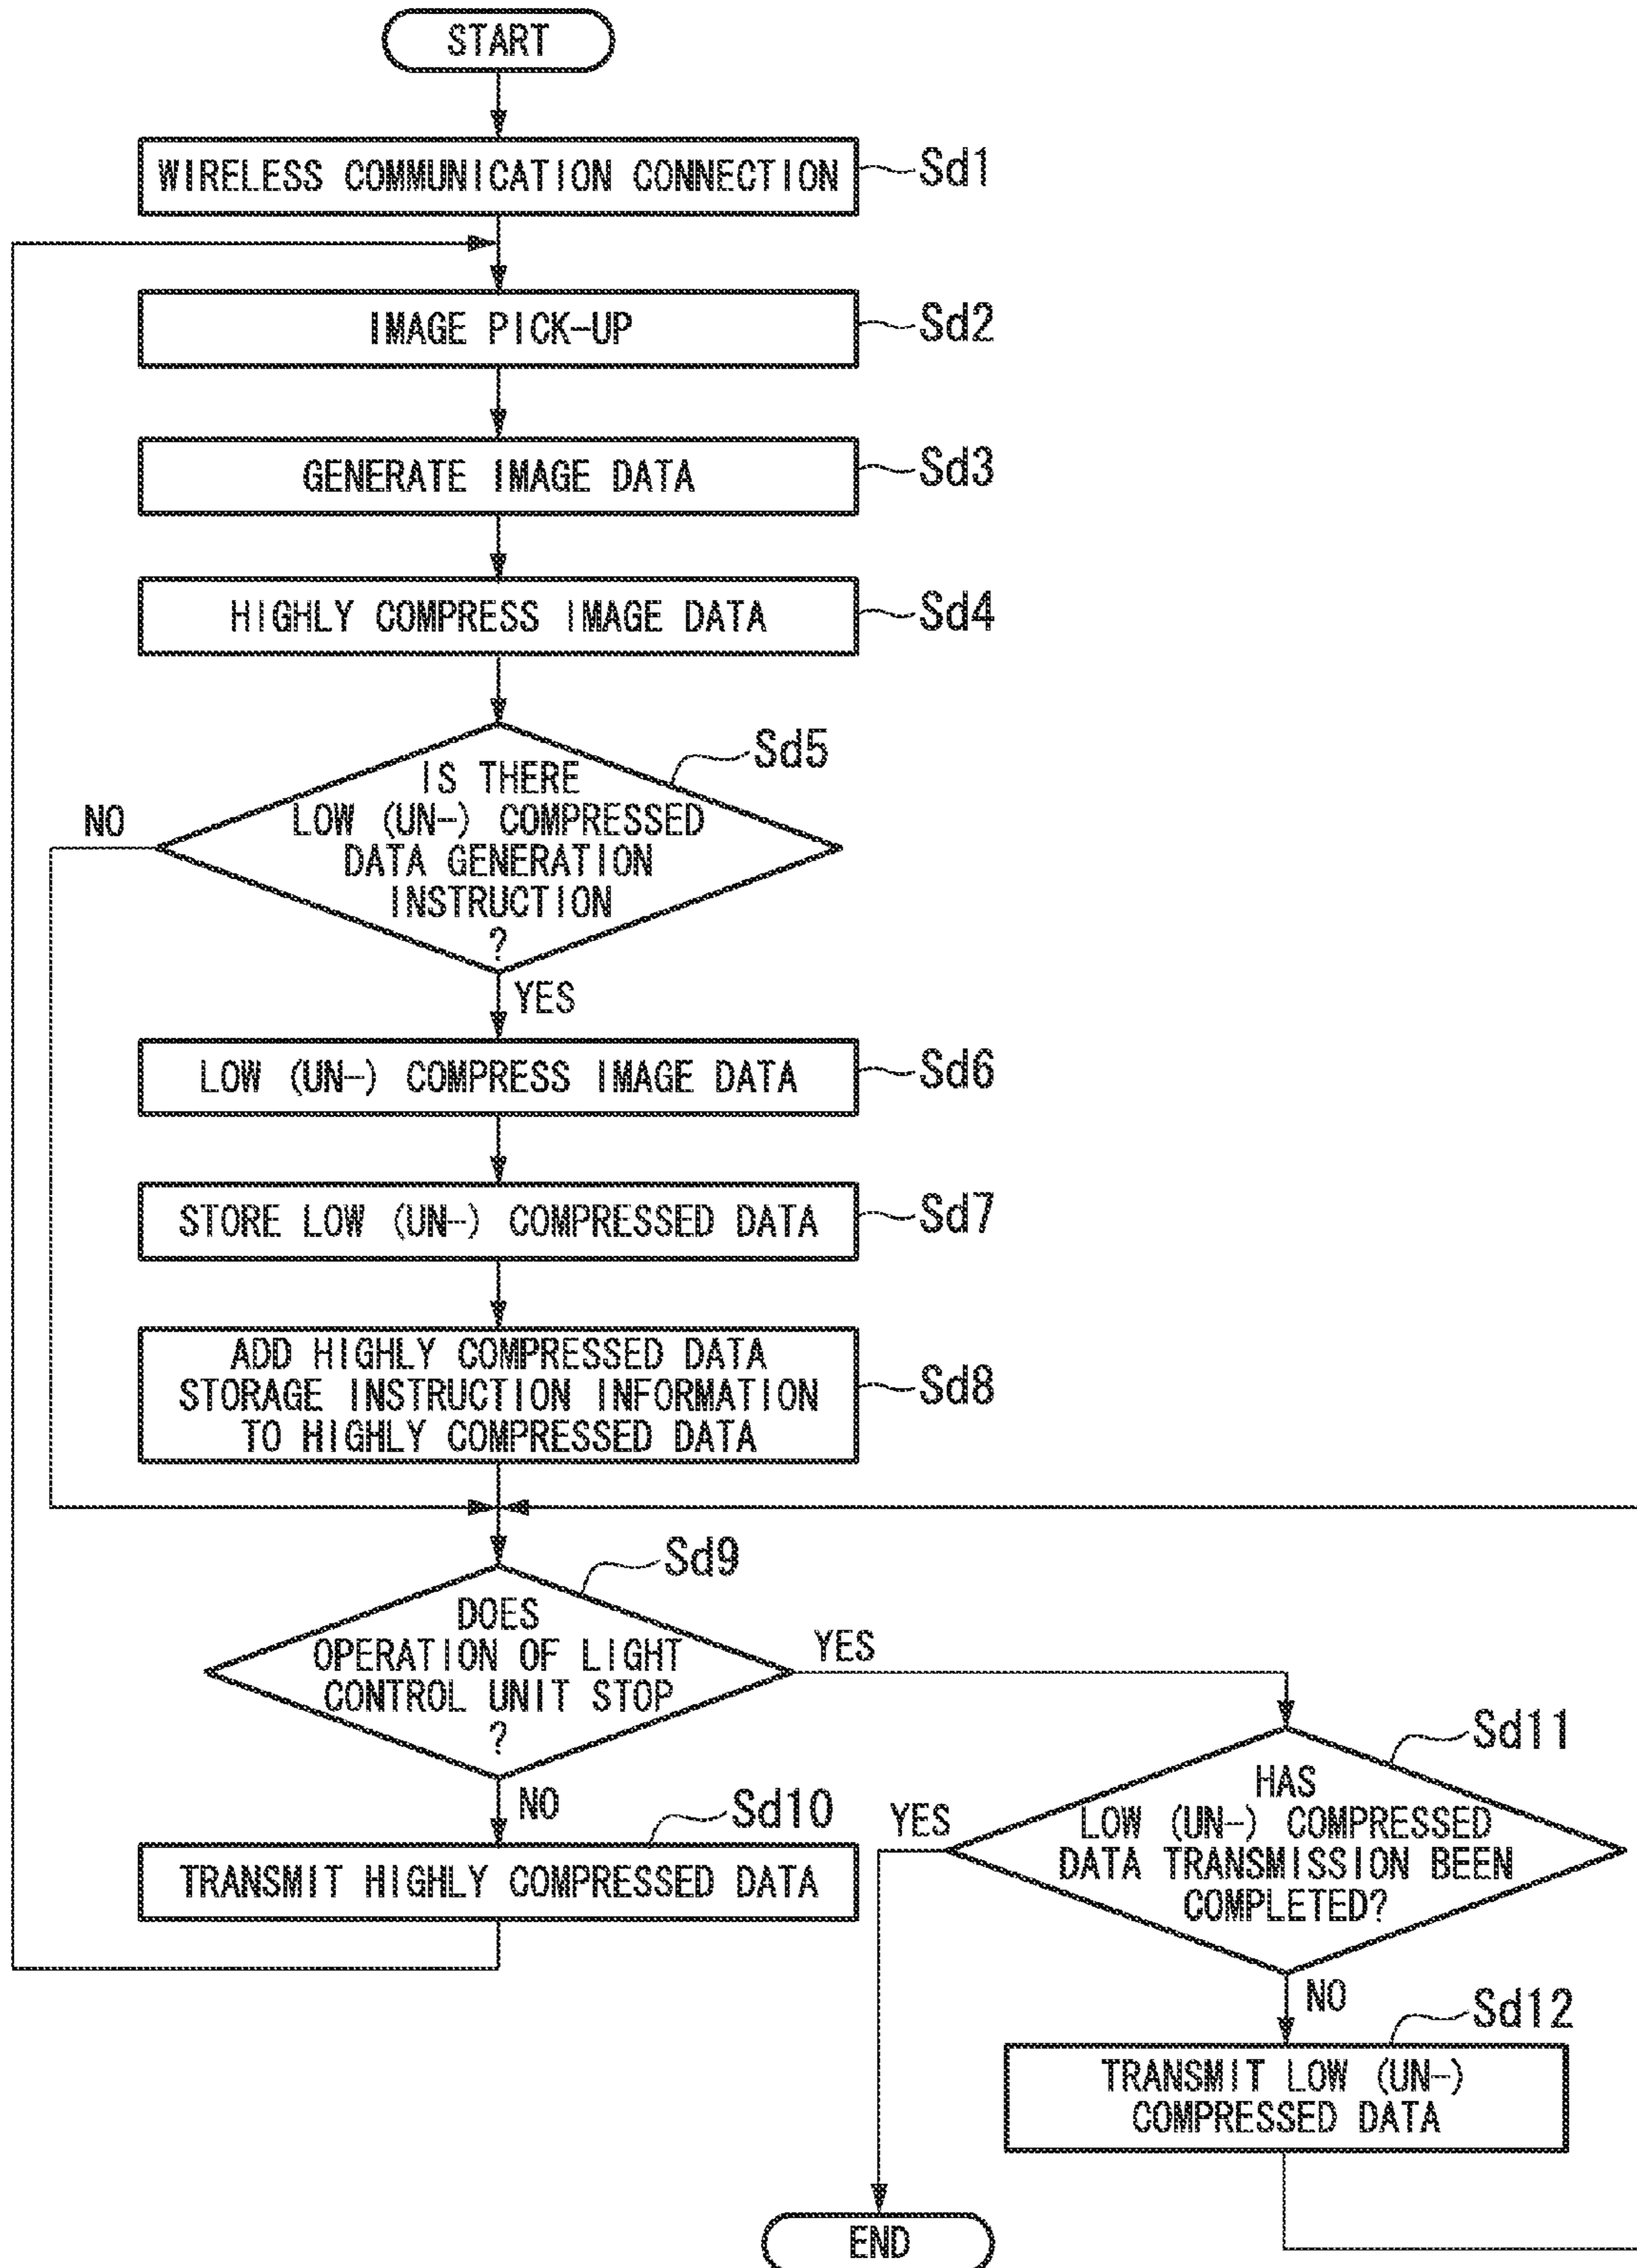 START
WIRELESS COMMUNICATION CONNECTION
Sd1
IMAGE PICK-UP
Sd2
GENERATE IMAGE DATA
Sd3
HIGHLY COMPRESS IMAGE DATA
Sd4
Sd5
IS THERE
LOW (UN-) COMPRESSED
DATA GENERATION
INSTRUCTION
?
NO
YES
LOW (UN-) COMPRESS IMAGE DATA
Sd6
STORE LOW (UN-) COMPRESSED DATA
Sd7
ADD HIGHLY COMPRESSED DATA
STORAGE INSTRUCTION INFORMATION
TO HIGHLY COMPRESSED DATA
Sd8
Sd9
DOES
OPERATION OF LIGHT
CONTROL UNIT STOP
?
YES
NO
Sd10
TRANSMIT HIGHLY COMPRESSED DATA
Sd11
HAS
LOW (UN-) COMPRESSED
DATA TRANSMISSION BEEN
COMPLETED?
YES
NO
Sd12
TRANSMIT LOW (UN-)
COMPRESSED DATA
END